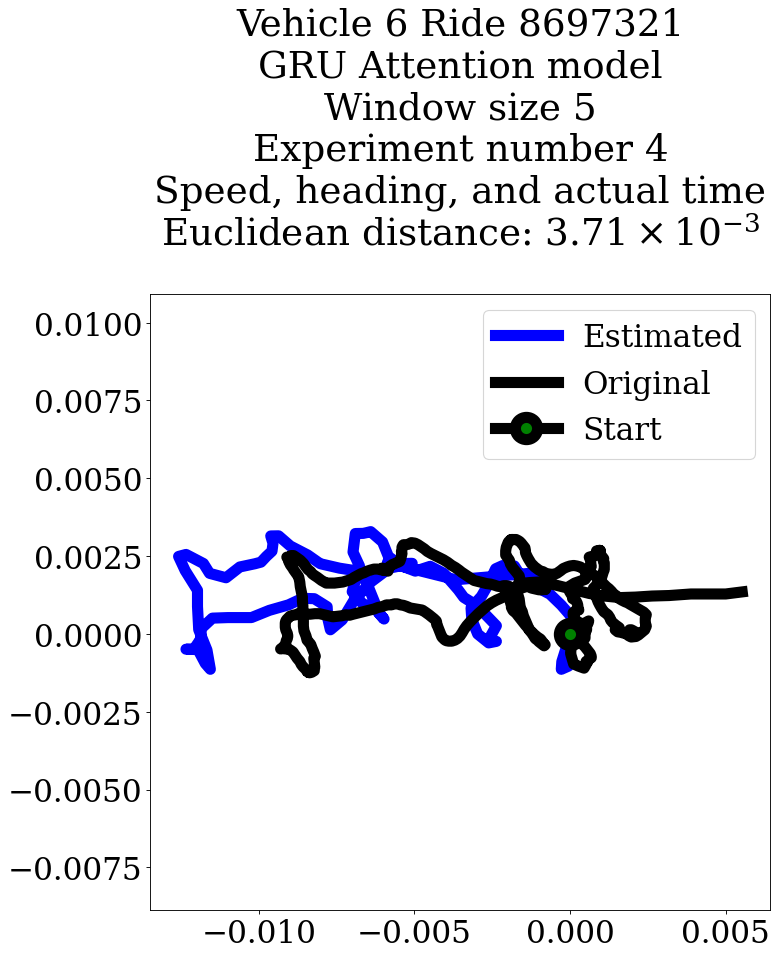 Vehicle 6 Ride 8697321
GRU Attention model
Window size 5
Experiment number 4
Speed, heading, and actual time
Euclidean distance: 3.71 × 10⁻³
Estimated
Original
Start
0.0100
0.0075
0.0050
0.0025
0.0000
−0.0025
−0.0050
−0.0075
−0.010
−0.005
0.000
0.005